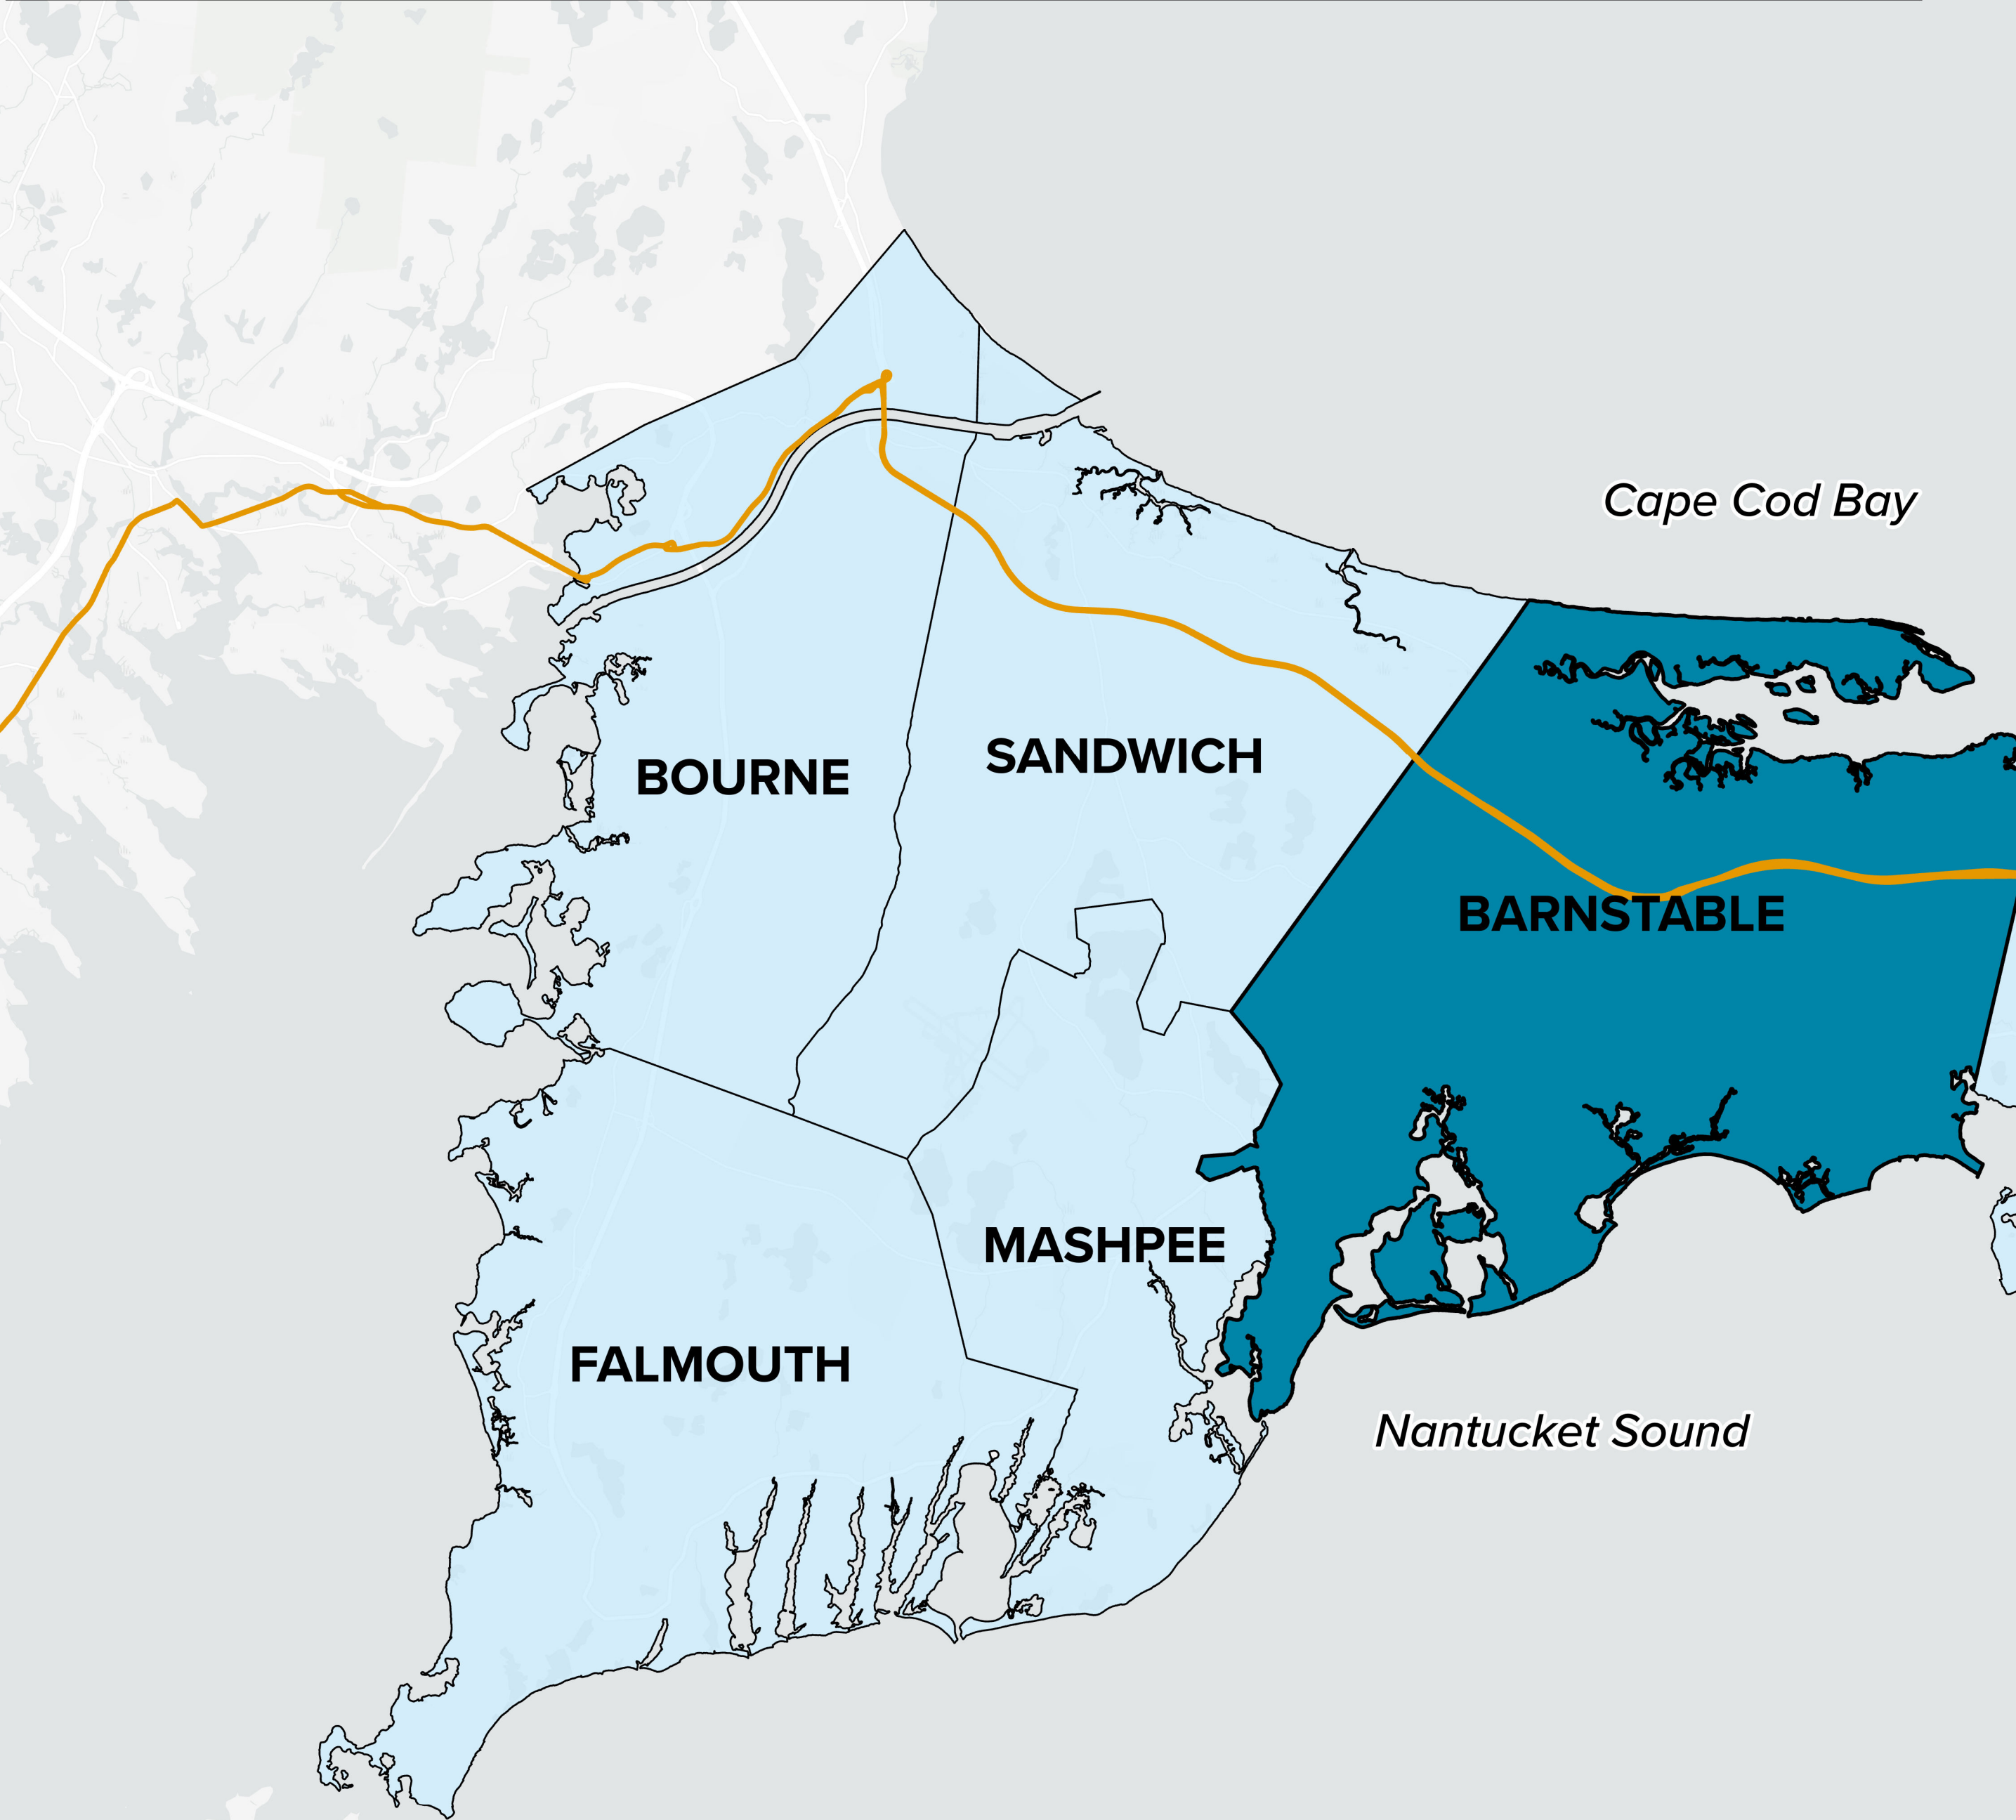 Cape Cod Bay
SANDWICH
BOURNE
BARNSTABLE
MASHPEE
FALMOUTH
Nantucket Sound